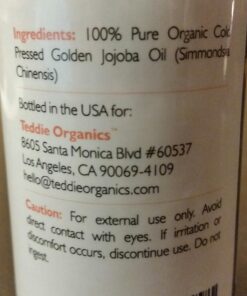 Ingredients: 100% Pure Organic Cold
Pressed Golden Jojoba Oil (Simmondsia
Chinensis)
Bottled in the USA for:
Teddie Organics™
8605 Santa Monica Blvd #60537
Los Angeles, CA 90069-4109
hello@teddieorganics.com
Caution: For external use only. Avoid
direct contact with eyes. If irritation or
discomfort occurs, discontinue use. Do not
ingest.